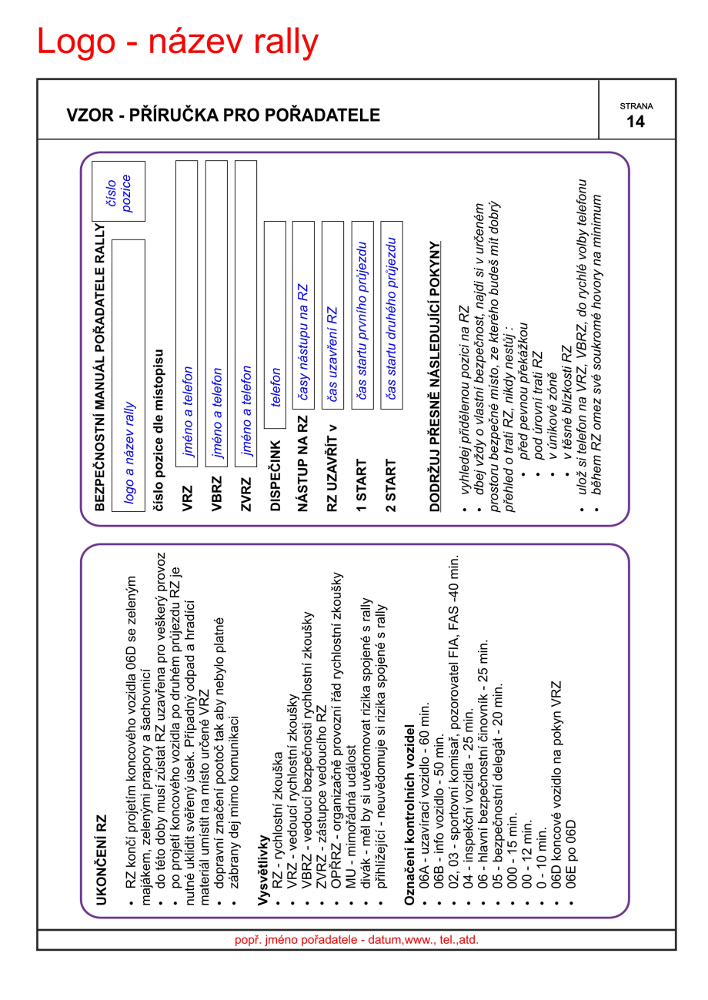 Logo - název rally
VZOR - PŘÍRUČKA PRO POŘADATELE
STRANA
14
UKONČENÍ RZ
• RZ končí projetím koncového vozidla 06D se zeleným
majákem, zelenými prapory a šachovnicí
• do této doby musí zůstat RZ uzavřena pro veškerý provoz
• po projetí koncového vozidla po druhém průjezdu RZ je
nutné uklidit svěřený úsek. Případný odpad a hradící
materiál umístit na místo určené VRZ
• dopravní značení pootoč tak aby nebylo platné
• zábrany dej mimo komunikaci
Vysvětlivky
• RZ - rychlostní zkouška
• VRZ - vedoucí rychlostní zkoušky
• VBRZ - vedoucí bezpečnosti rychlostní zkoušky
• ZVRZ - zástupce vedoucího RZ
• OPŘRZ - organizačně provozní řád rychlostní zkoušky
• MU - mimořádná událost
• divák - měl by si uvědomovat rizika spojené s rally
• přihlížející - neuvědomuje si rizika spojené s rally
Označení kontrolních vozidel
• 06A - uzavírací vozidlo - 60 min.
• 06B - info vozidlo - 50 min.
• 02, 03 - sportovní komisař, pozorovatel FIA, FAS -40 min.
• 04 - inspekční vozidla - 25 min.
• 06 - hlavní bezpečnostní činovník - 25 min.
• 05 - bezpečnostní delegát - 20 min.
• 000 - 15 min.
• 00 - 12 min.
• 0 - 10 min.
• 06D koncové vozidlo na pokyn VRZ
• 06E po 06D
BEZPEČNOSTNÍ MANUÁL POŘADATELE RALLY
číslo
pozice
logo a název rally
číslo pozice dle místopisu
VRZ jméno a telefon
VBRZ jméno a telefon
ZVRZ jméno a telefon
DISPEČINK telefon
NÁSTUP NA RZ časy nástupu na RZ
RZ UZAVŘÍT v čas uzavření RZ
1 START čas startu prvního průjezdu
2 START čas startu druhého průjezdu
DODRŽUJ PŘESNĚ NÁSLEDUJÍCÍ POKYNY
• vyhledej přidělenou pozici na RZ
• dbej vždy o vlastní bezpečnost, najdi si v určeném
prostoru bezpečné místo, ze kterého budeš mít dobrý
přehled o trati RZ, nikdy nestůj :
• před pevnou překážkou
• pod úrovní trati RZ
• v únikové zóně
• v těsné blízkosti RZ
• ulož si telefon na VRZ, VBRZ, do rychlé volby telefonu
• během RZ omez své soukromé hovory na minimum
popř. jméno pořadatele - datum,www., tel.,atd.